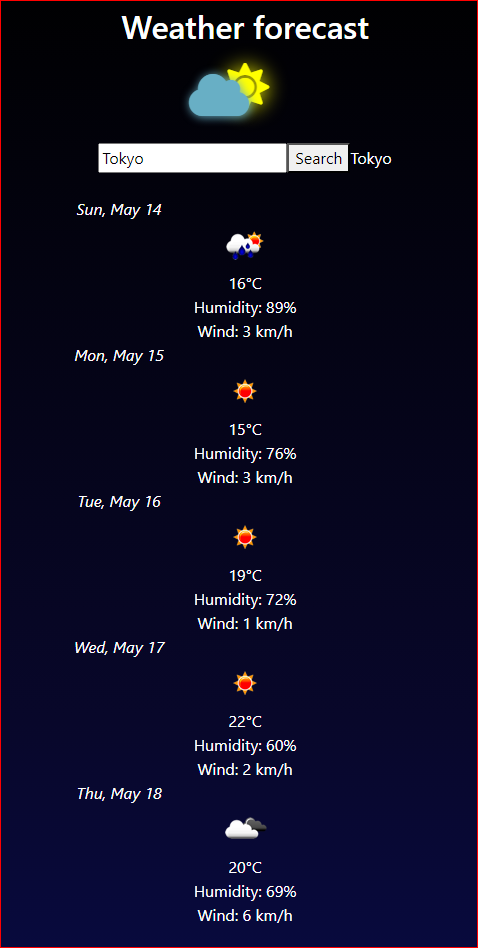 Weather forecast
Tokyo Search Tokyo
Sun, May 14
16°C
Humidity: 89%
Wind: 3 km/h
Mon, May 15
15°C
Humidity: 76%
Wind: 3 km/h
Tue, May 16
19°C
Humidity: 72%
Wind: 1 km/h
Wed, May 17
22°C
Humidity: 60%
Wind: 2 km/h
Thu, May 18
20°C
Humidity: 69%
Wind: 6 km/h